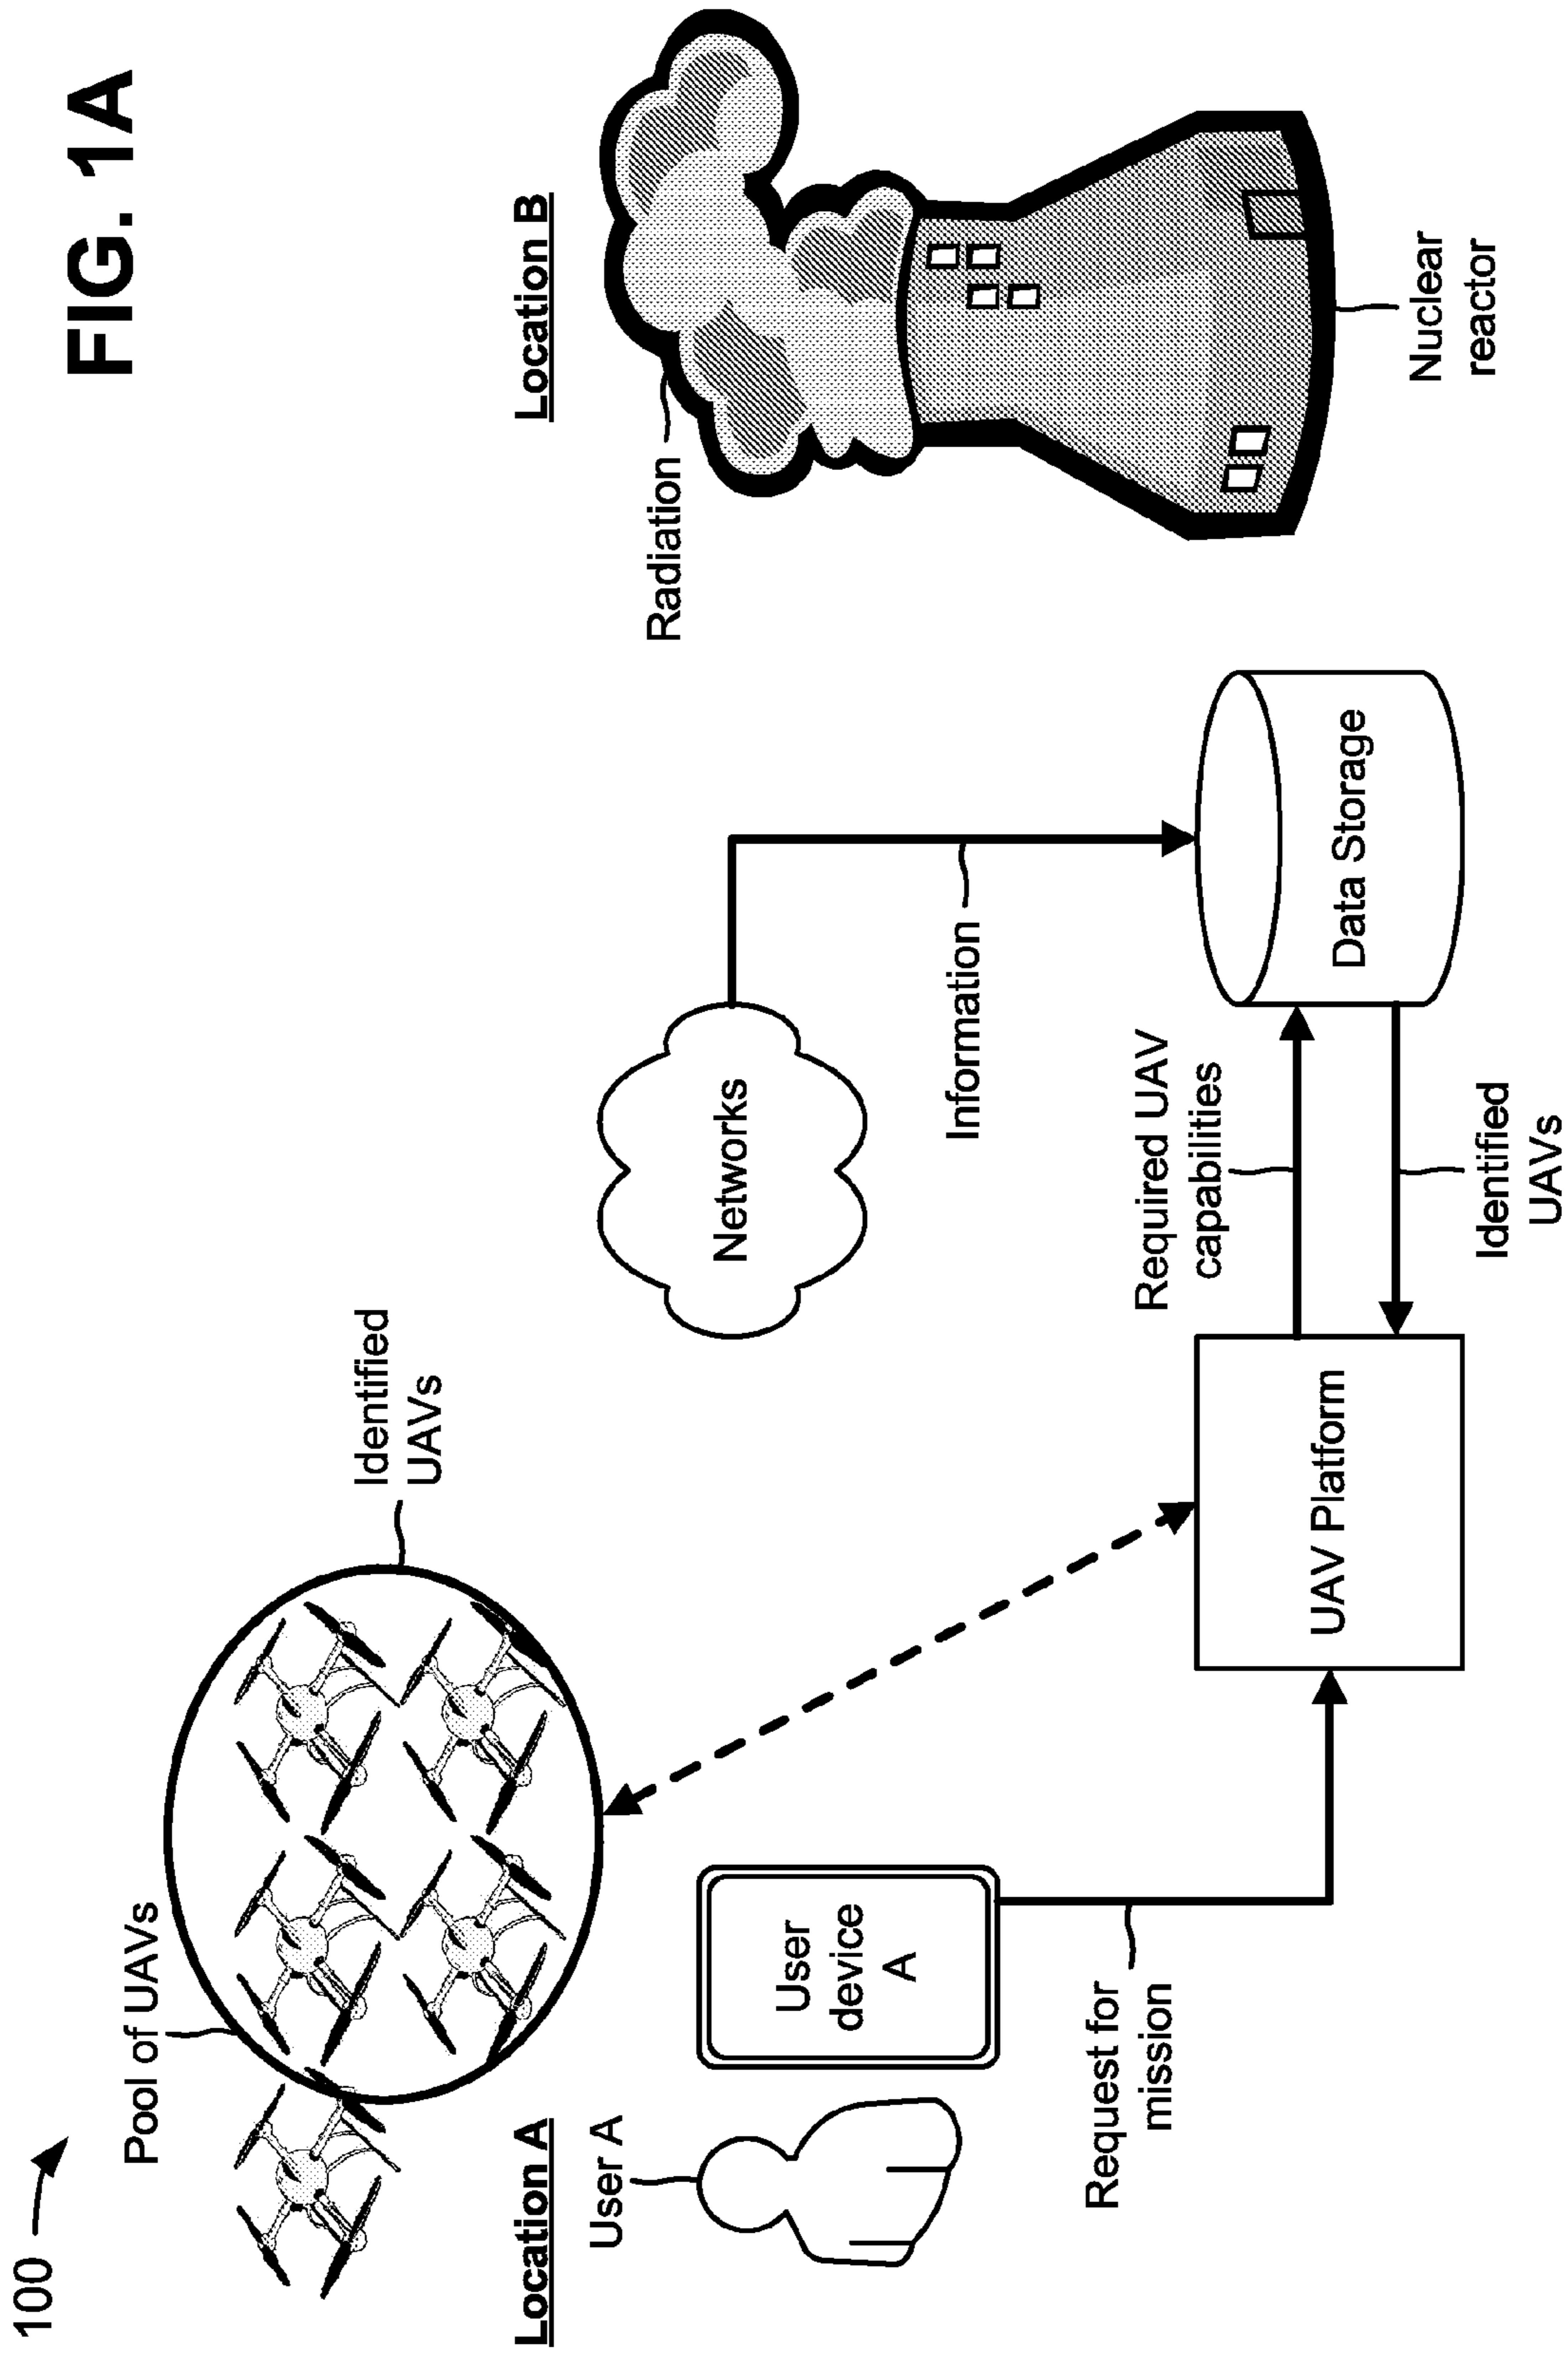 FIG. 1A
100
Pool of UAVs
Identified
UAVs
Location A
User A
User
device
A
Request for
mission
Networks
Information
UAV Platform
Required UAV
capabilities
Identified
UAVs
Data Storage
Location B
Radiation
Nuclear
reactor